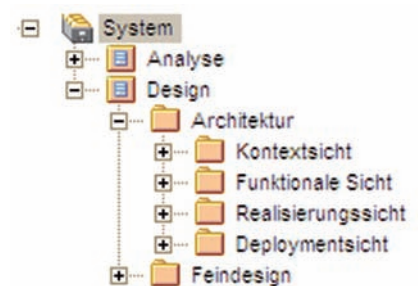 System
Analyse
Design
Architektur
Kontextsicht
Funktionale Sicht
Realisierungssicht
Deploymentsicht
Feindesign